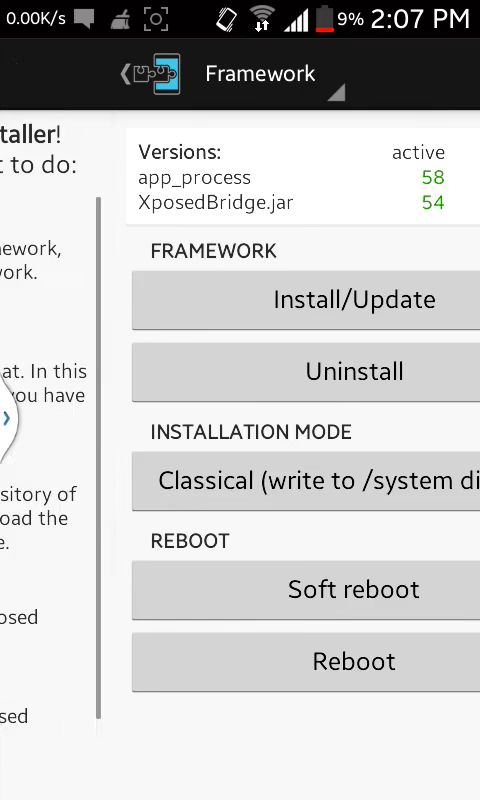 0.00K/s 9% 2:07 PM
Framework
taller!
t to do:
ework,
ork.
at. In this
you have
sitory of
oad the
e.
osed
sed
Versions: active
app_process 58
XposedBridge.jar 54
FRAMEWORK
Install/Update
Uninstall
INSTALLATION MODE
Classical (write to /system di
REBOOT
Soft reboot
Reboot